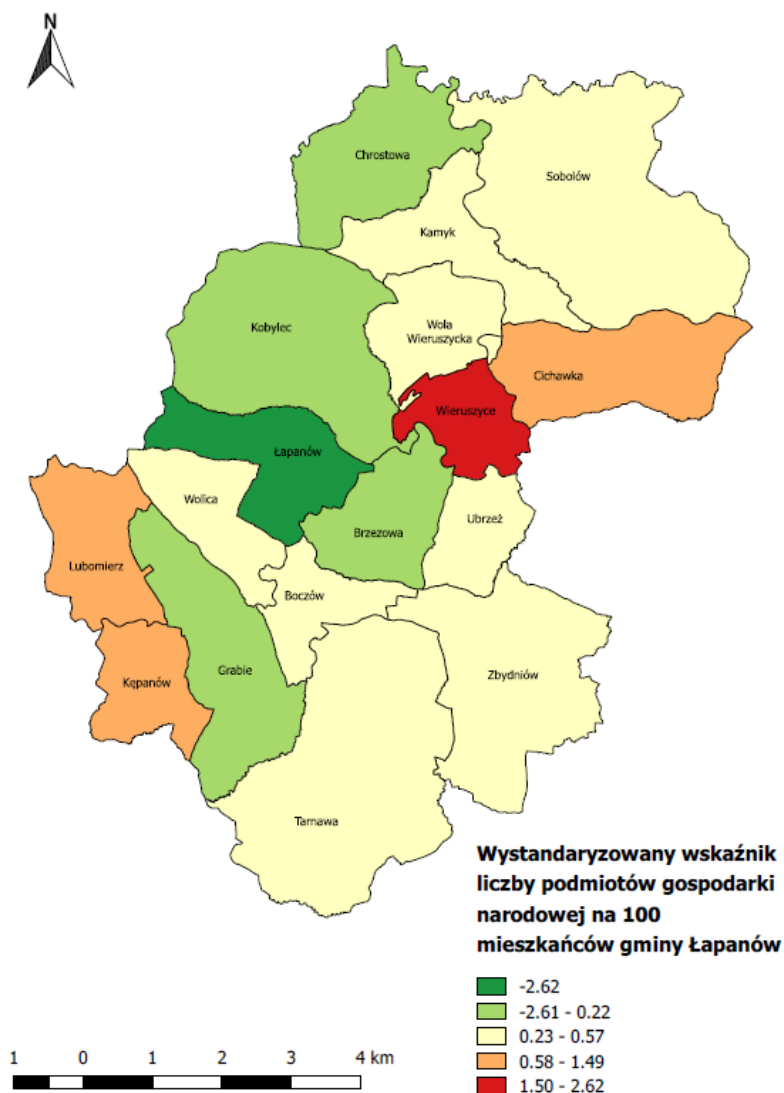 N
Chrostowa
Sobolów
Kamyk
Kobylec
Wola
Wieruszycka
Cichawka
Wieruszyce
Łapanów
Wolica
Ubrzeż
Brzezowa
Lubomierz
Boczów
Grabie
Kępanów
Zbydniów
Tarnawa
Wystandaryzowany wskaźnik
liczby podmiotów gospodarki
narodowej na 100
mieszkańców gminy Łapanów
-2.62
-2.61 - 0.22
0.23 - 0.57
0.58 - 1.49
1.50 - 2.62
1 0 1 2 3 4 km